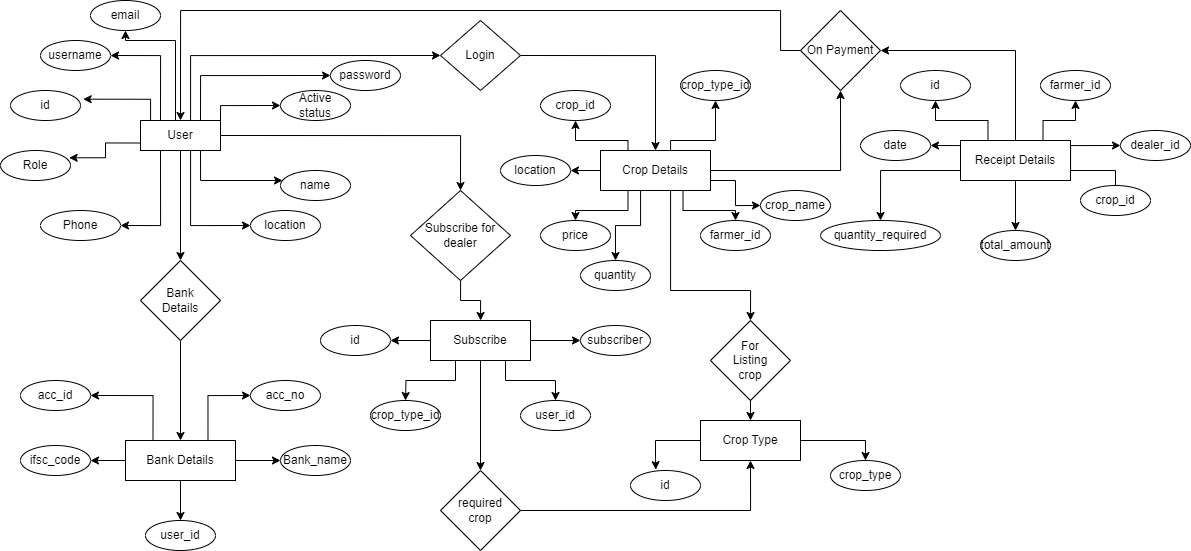 email
username
id
Role
Phone
User
password
Active
status
name
location
Login
On Payment
crop_id
crop_type_id
location
Crop Details
crop_name
price
farmer_id
quantity
id
farmer_id
date
Receipt Details
dealer_id
crop_id
quantity_required
total_amount
Subscribe for
dealer
Bank
Details
id
Subscribe
subscriber
crop_type_id
user_id
For
Listing
crop
acc_id
acc_no
ifsc_code
Bank Details
Bank_name
user_id
Crop Type
id
crop_type
required
crop